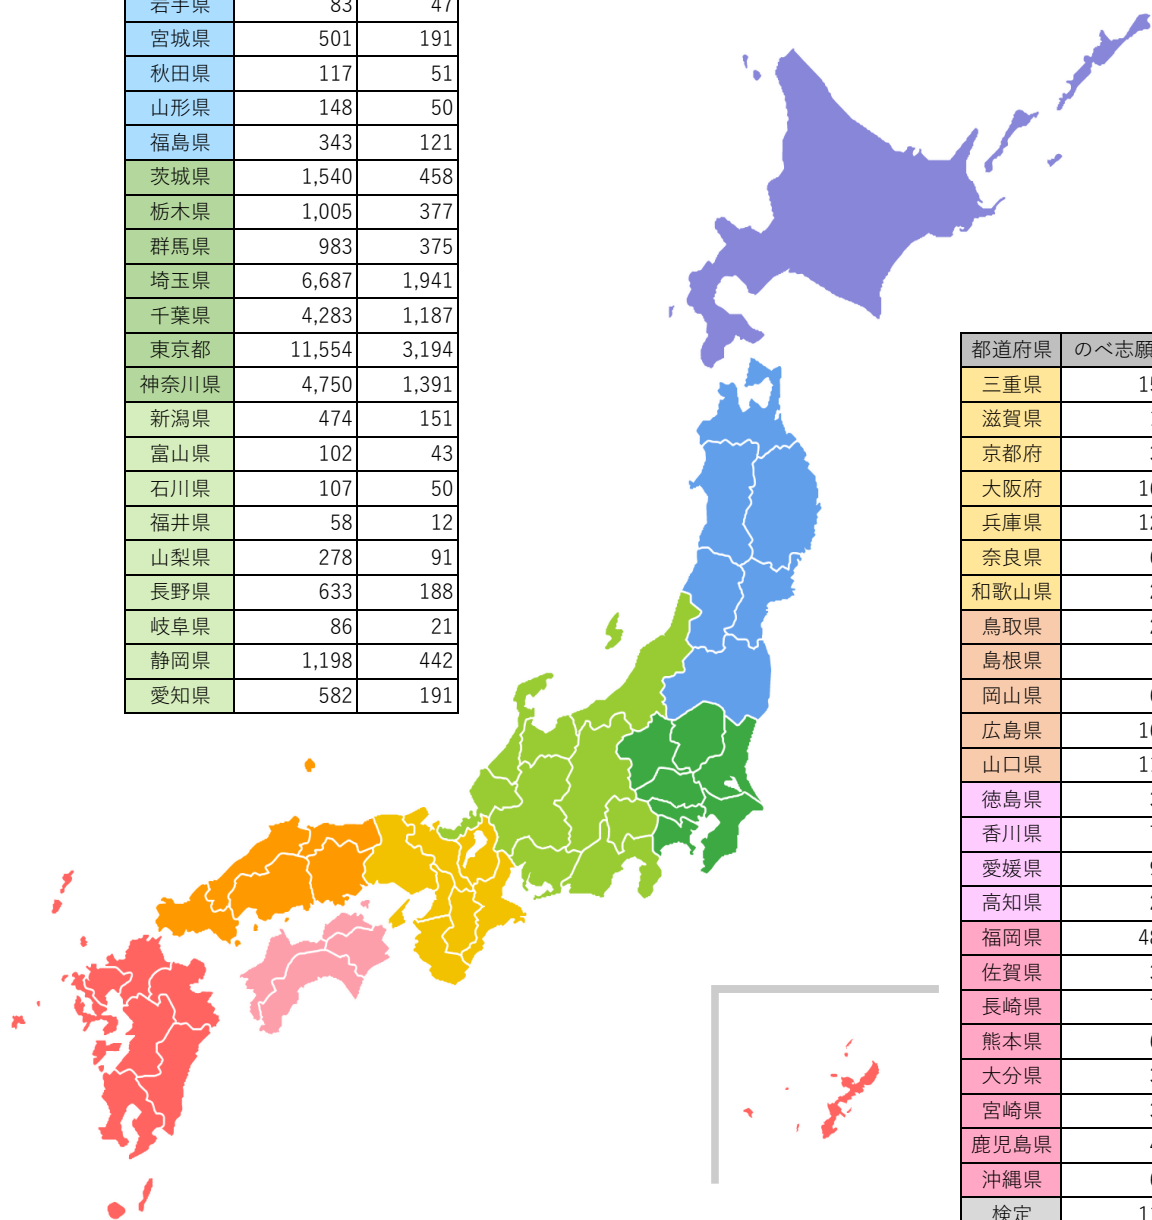 岩手県 83 47
宮城県 501 191
秋田県 117 51
山形県 148 50
福島県 343 121
茨城県 1,540 458
栃木県 1,005 377
群馬県 983 375
埼玉県 6,687 1,941
千葉県 4,283 1,187
東京都 11,554 3,194
神奈川県 4,750 1,391
新潟県 474 151
富山県 102 43
石川県 107 50
福井県 58 12
山梨県 278 91
長野県 633 188
岐阜県 86 21
静岡県 1,198 442
愛知県 582 191
都道府県 のべ志願
三重県
滋賀県
京都府
大阪府
兵庫県
奈良県
和歌山県
鳥取県
島根県
岡山県
広島県
山口県
徳島県
香川県
愛媛県
高知県
福岡県
佐賀県
長崎県
熊本県
大分県
宮崎県
鹿児島県
沖縄県
検定